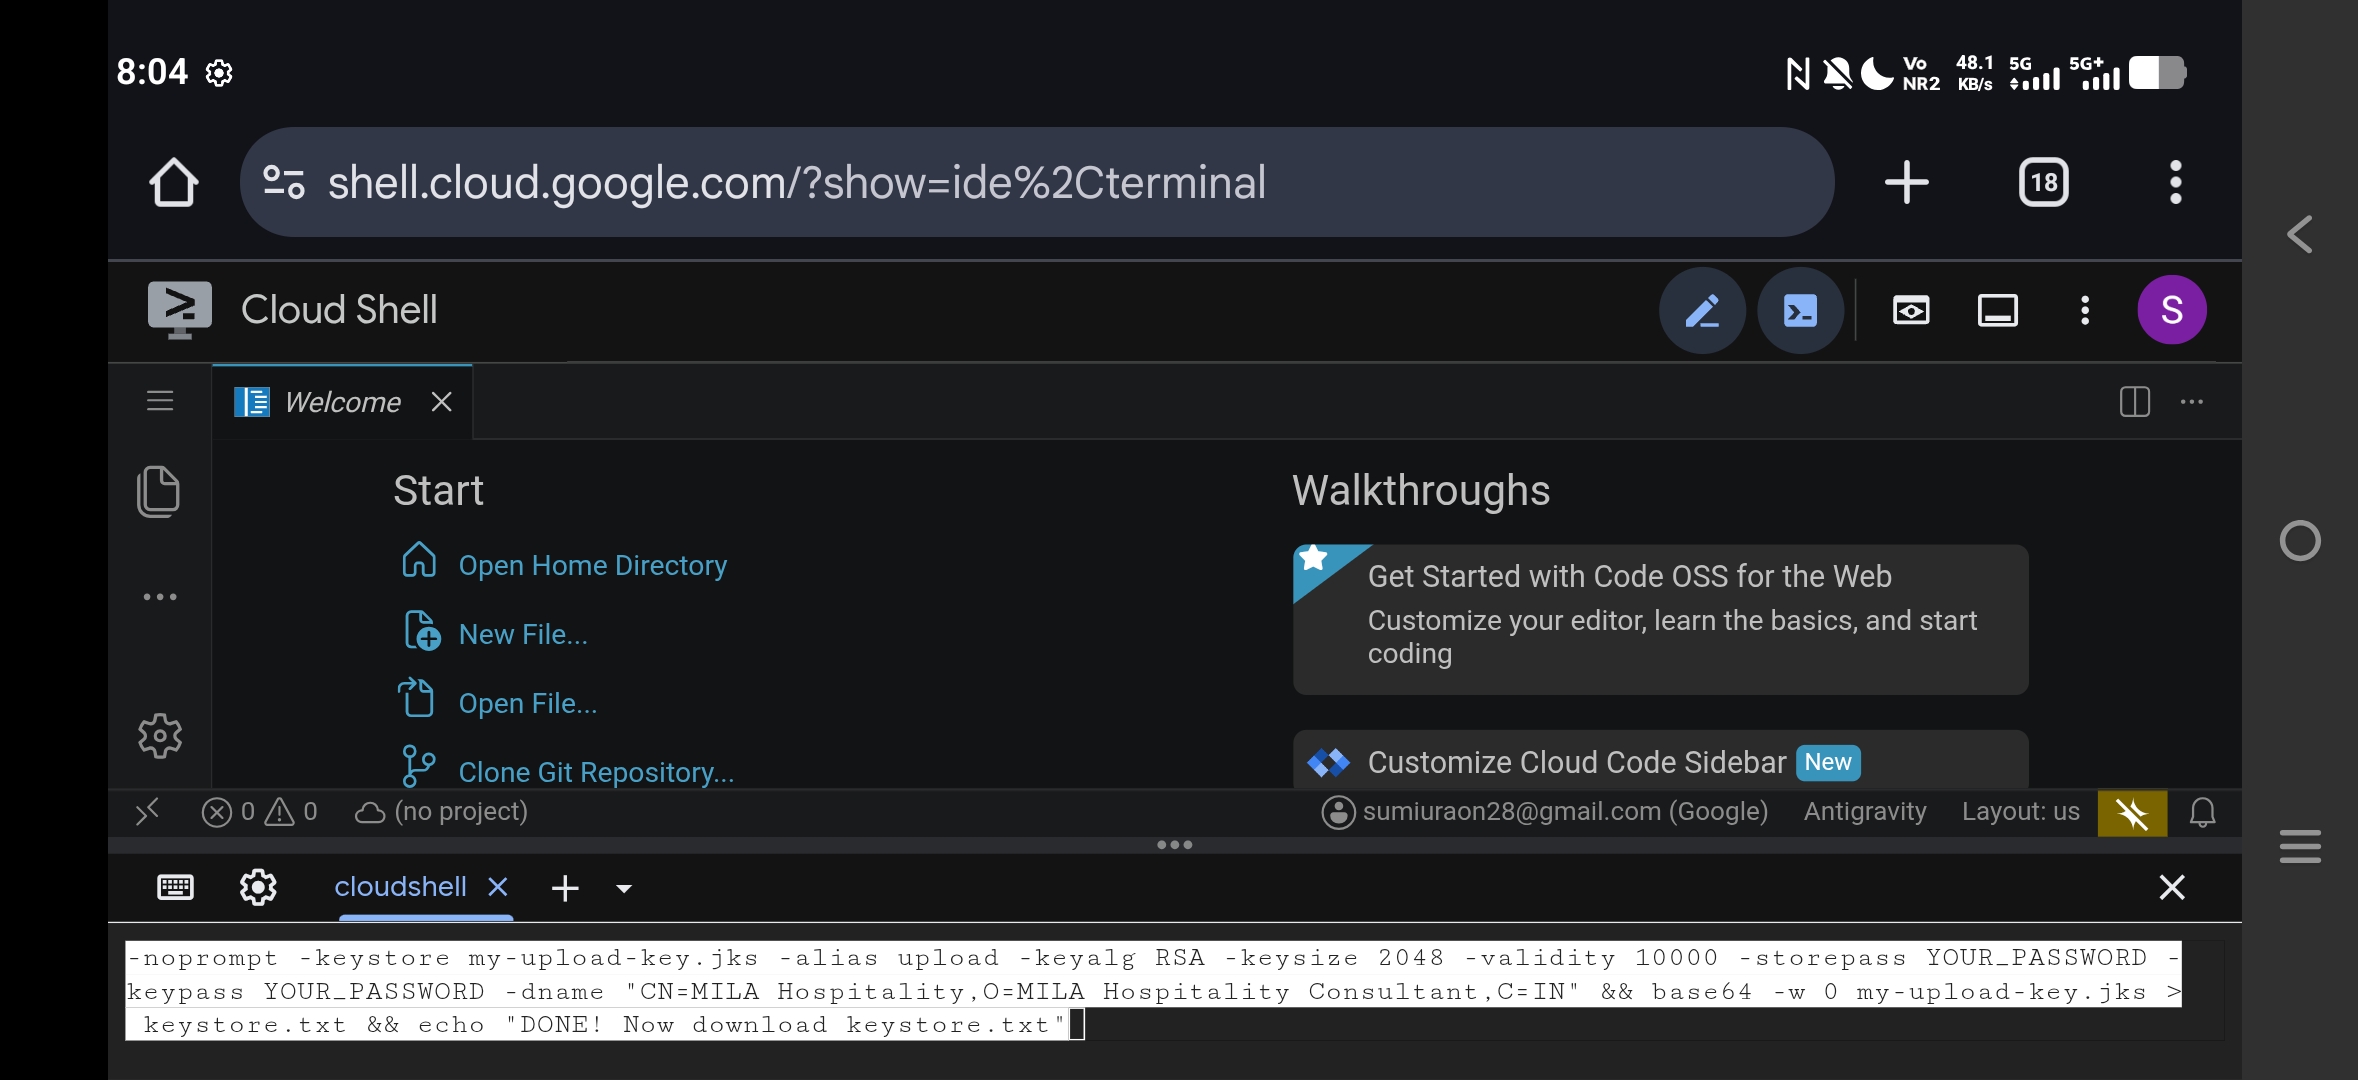 8:04
Vo NR2
48.1 KB/s
5G
5G+
shell.cloud.google.com/?show=ide%2Cterminal
18
Cloud Shell
S
Welcome
Start
Open Home Directory
New File...
Open File...
Clone Git Repository...
Walkthroughs
Get Started with Code OSS for the Web
Customize your editor, learn the basics, and start
coding
Customize Cloud Code Sidebar New
0 0 (no project)
sumiuraon28@gmail.com (Google) Antigravity Layout: us
cloudshell
-noprompt -keystore my-upload-key.jks -alias upload -keyalg RSA -keysize 2048 -validity 10000 -storepass YOUR_PASSWORD -
keypass YOUR_PASSWORD -dname "CN=MILA Hospitality,O=MILA Hospitality Consultant,C=IN" && base64 -w 0 my-upload-key.jks >
keystore.txt && echo "DONE! Now download keystore.txt"